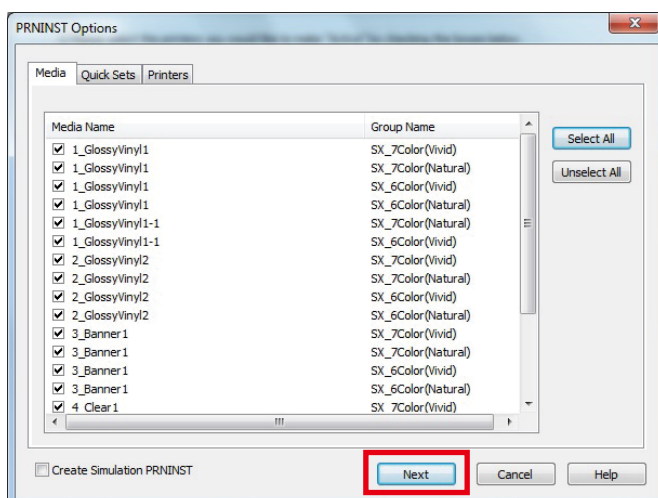 PRNINST Options
Media Quick Sets Printers
Media Name Group Name
Select All
1_GlossyVinyl1 SX_7Color(Vivid)
1_GlossyVinyl1 SX_7Color(Natural)
Unselect All
1_GlossyVinyl1 SX_6Color(Vivid)
1_GlossyVinyl1 SX_6Color(Natural)
1_GlossyVinyl1-1 SX_7Color(Natural)
1_GlossyVinyl1-1 SX_6Color(Vivid)
2_GlossyVinyl2 SX_7Color(Vivid)
2_GlossyVinyl2 SX_7Color(Natural)
2_GlossyVinyl2 SX_6Color(Vivid)
2_GlossyVinyl2 SX_6Color(Natural)
3_Banner1 SX_7Color(Vivid)
3_Banner1 SX_7Color(Natural)
3_Banner1 SX_6Color(Vivid)
3_Banner1 SX_6Color(Natural)
4_Clear1 SX_7Color(Vivid)
Create Simulation PRNINST
Next Cancel Help